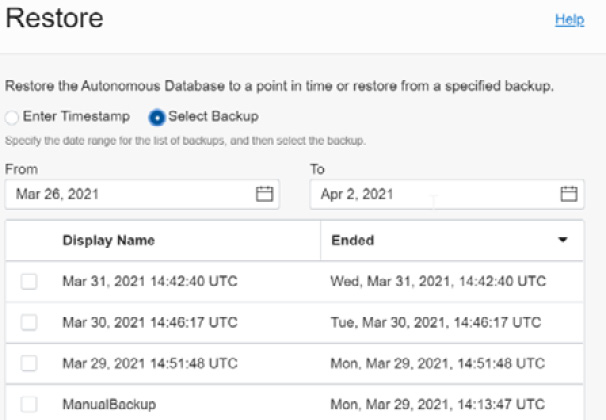 Restore
Help
Restore the Autonomous Database to a point in time or restore from a specified backup.
Enter Timestamp Select Backup
Specify the date range for the list of backups, and then select the backup.
From To
Mar 26, 2021 Apr 2, 2021
Display Name Ended
Mar 31, 2021 14:42:40 UTC Wed, Mar 31, 2021, 14:42:40 UTC
Mar 30, 2021 14:46:17 UTC Tue, Mar 30, 2021, 14:46:17 UTC
Mar 29, 2021 14:51:48 UTC Mon, Mar 29, 2021, 14:51:48 UTC
ManualBackup Mon, Mar 29, 2021, 14:13:47 UTC